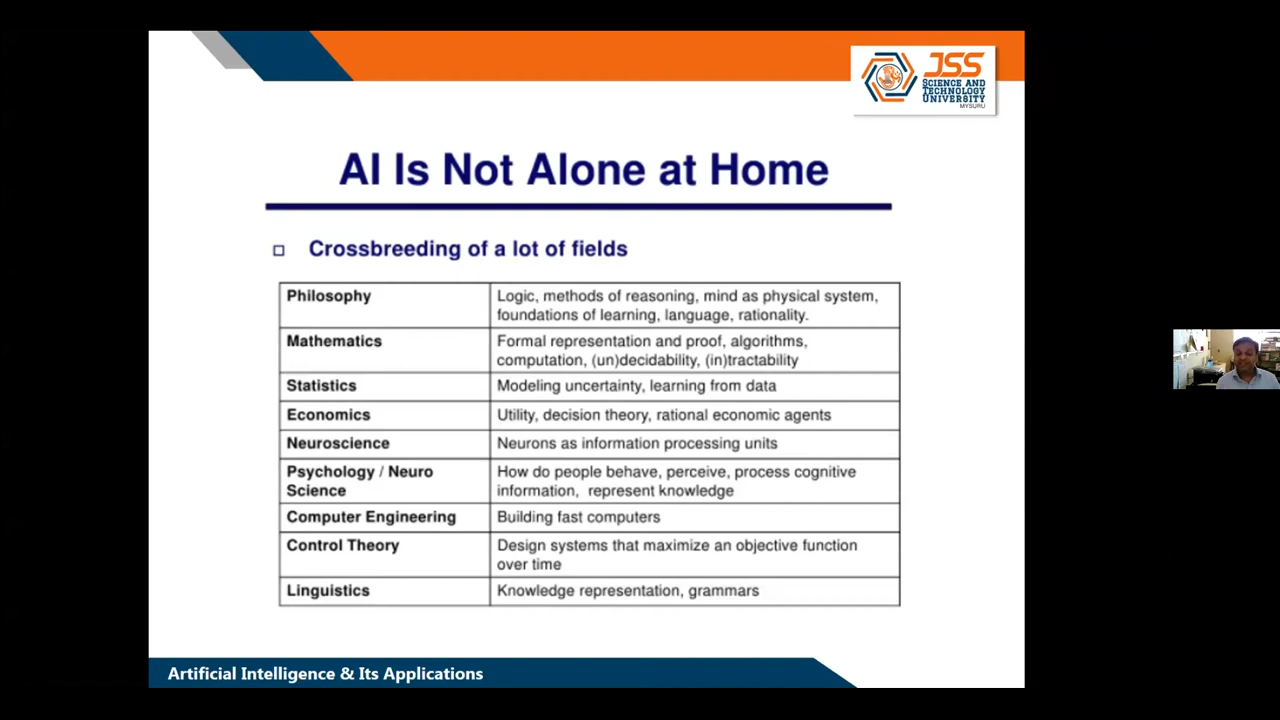 JSS
SCIENCE AND
TECHNOLOGY
UNIVERSITY
MYSURU
AI Is Not Alone at Home
Crossbreeding of a lot of fields
Philosophy
Logic, methods of reasoning, mind as physical system,
foundations of learning, language, rationality.
Mathematics
Formal representation and proof, algorithms,
computation, (un)decidability, (in)tractability
Statistics
Modeling uncertainty, learning from data
Economics
Utility, decision theory, rational economic agents
Neuroscience
Neurons as information processing units
Psychology / Neuro
Science
How do people behave, perceive, process cognitive
information, represent knowledge
Computer Engineering
Building fast computers
Control Theory
Design systems that maximize an objective function
over time
Linguistics
Knowledge representation, grammars
Artificial Intelligence & Its Applications